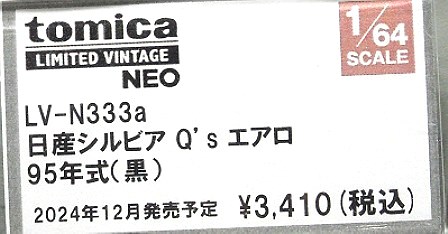 tomica
LIMITED VINTAGE
NEO
1/64
SCALE
LV-N333a
日産シルビア Q's エアロ
95年式(黒)
2024年12月発売予定 ¥3,410(税込)